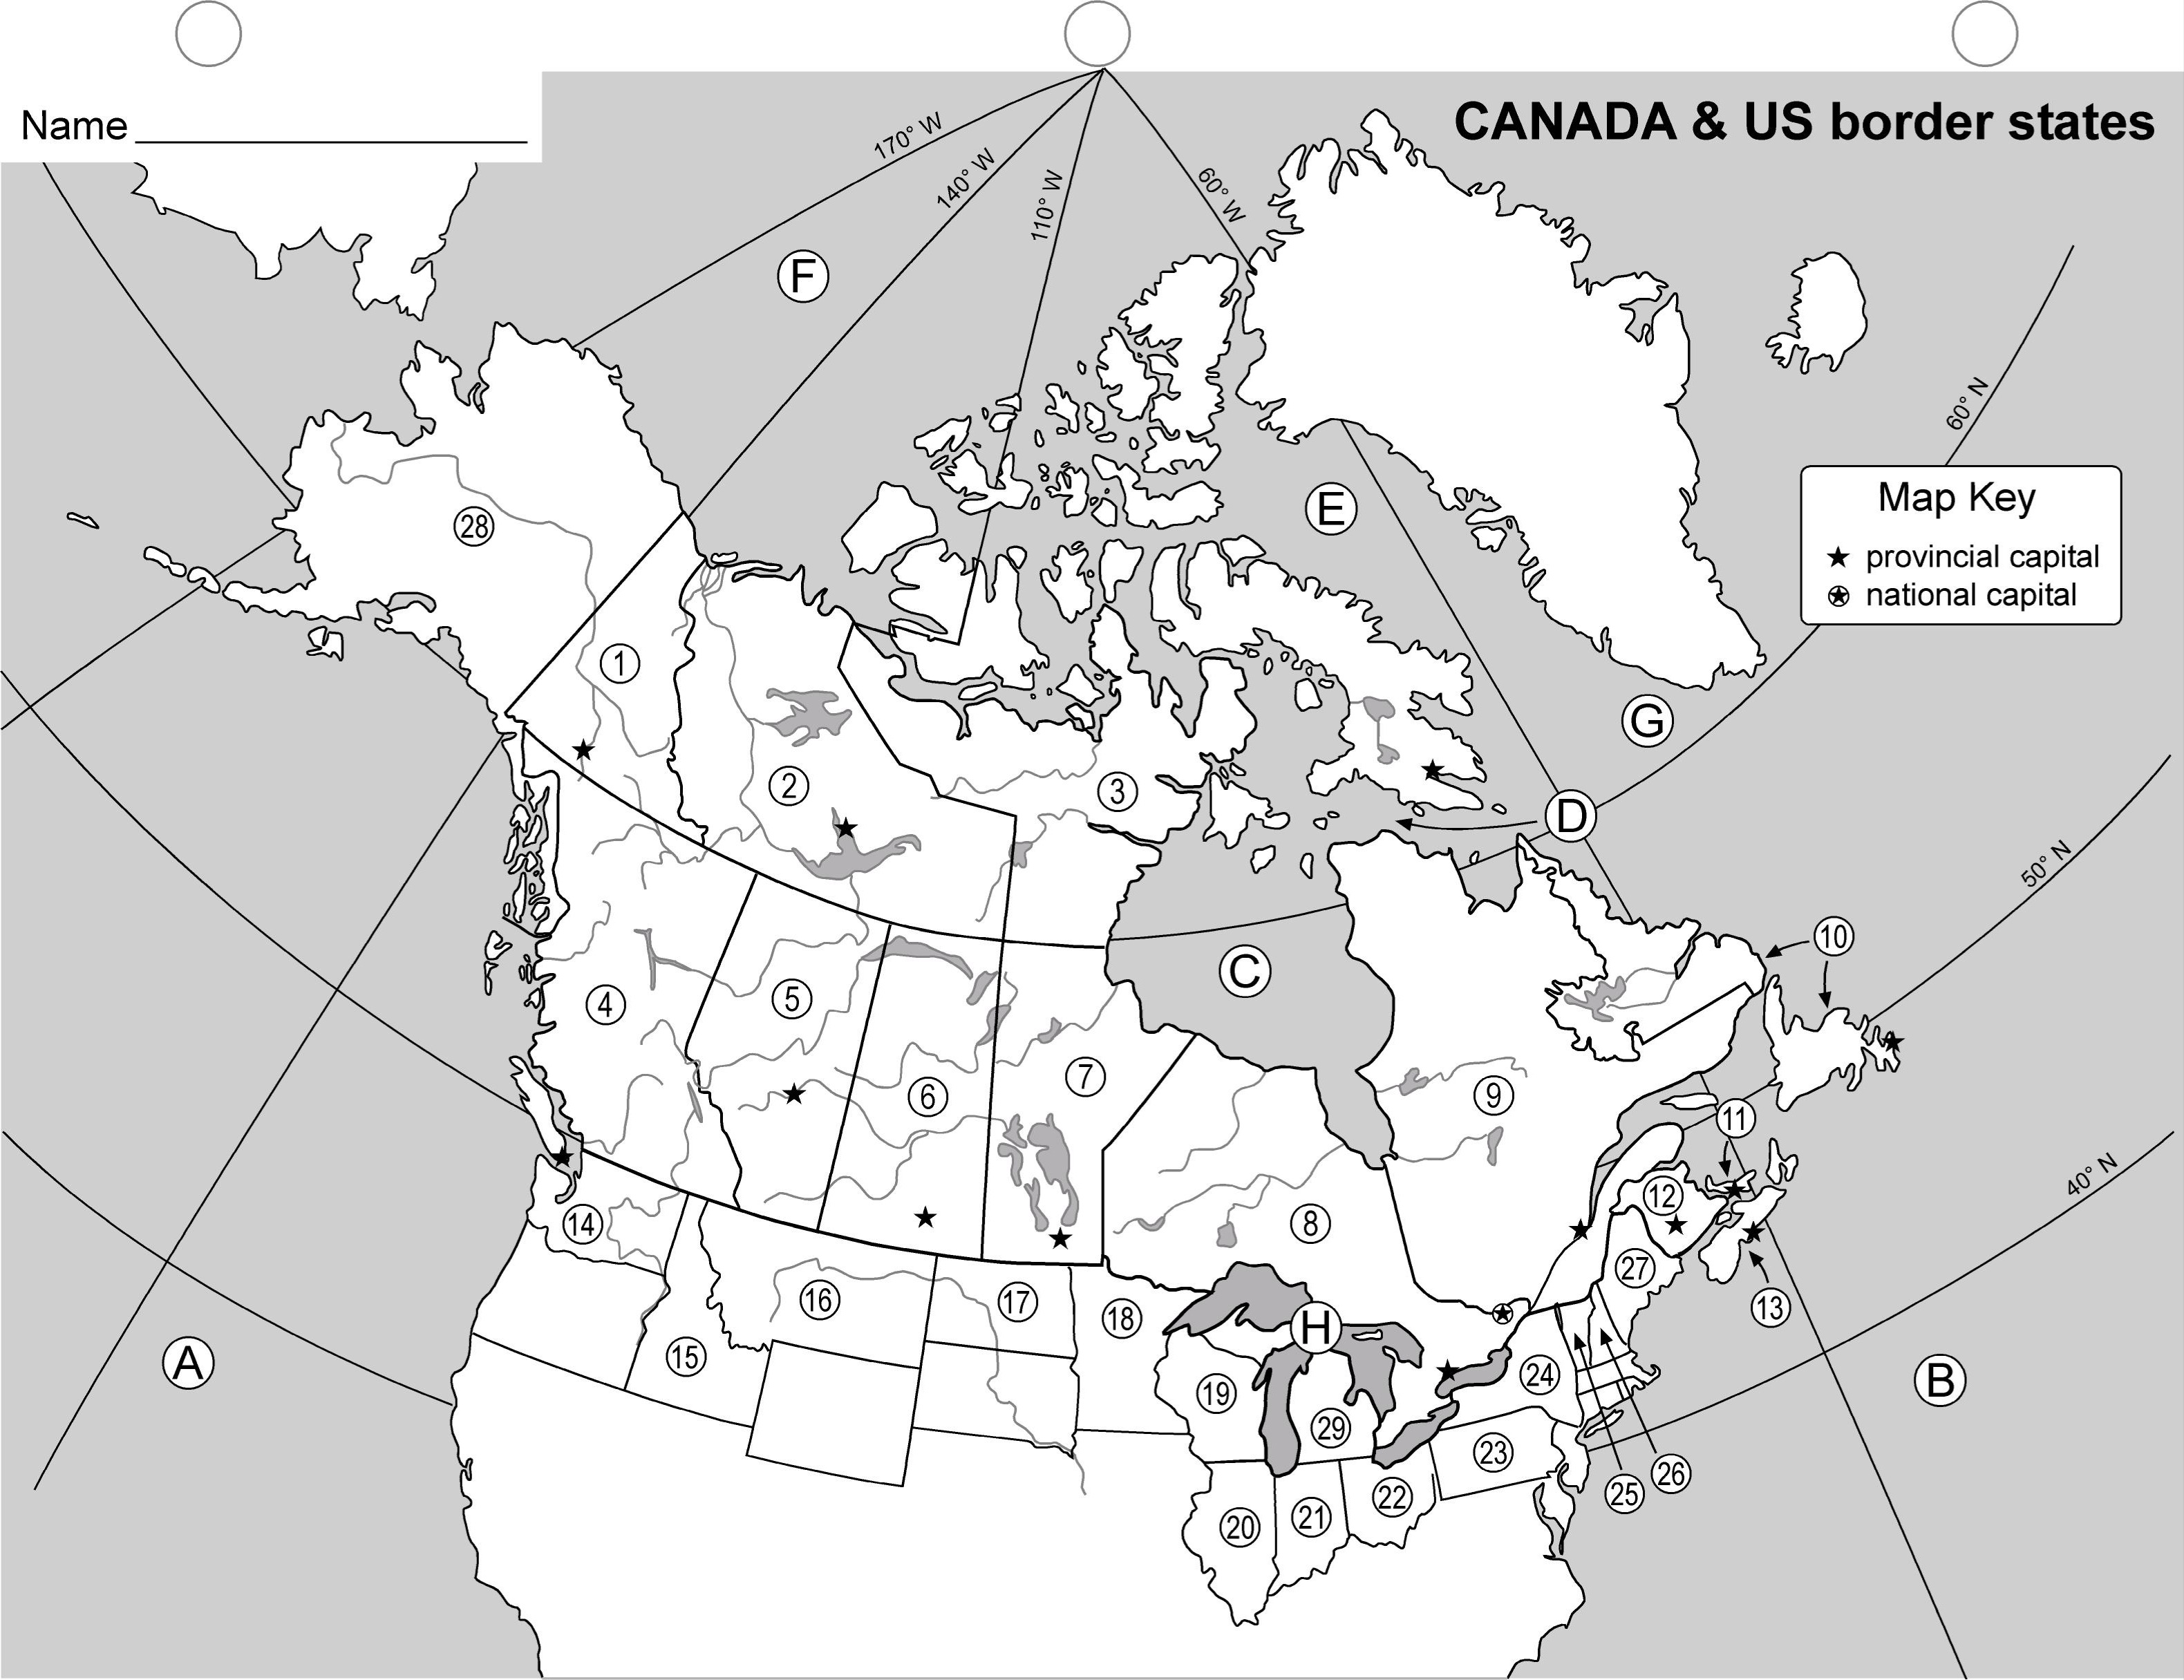 Name
CANADA & US border states
170° W
140° W
110° W
60° W
F
60° N
Map Key
provincial capital
national capital
28
E
1
G
2
3
D
50° N
10
C
4
5
6
7
9
11
40° N
12
14
8
27
13
16
17
18
H
15
A
24
B
19
29
23
26
25
22
21
20